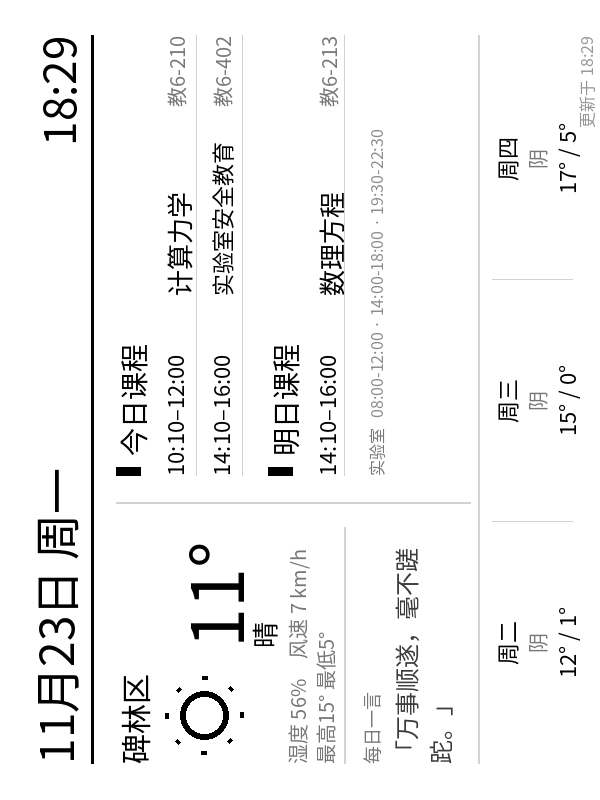 11月23日 周一
18:29
碑林区
11°
晴
湿度 56%　风速 7 km/h
最高15° 最低5°
每日一言
「万事顺遂，毫不蹉
跎。」
今日课程
10:10–12:00 计算力学 教6-210
14:10–16:00 实验室安全教育 教6-402
明日课程
14:10–16:00 数理方程 教6-213
实验室 08:00-12:00 · 14:00-18:00 · 19:30-22:30
周二
阴
12° / 1°
周三
阴
15° / 0°
周四
阴
17° / 5°
更新于 18:29